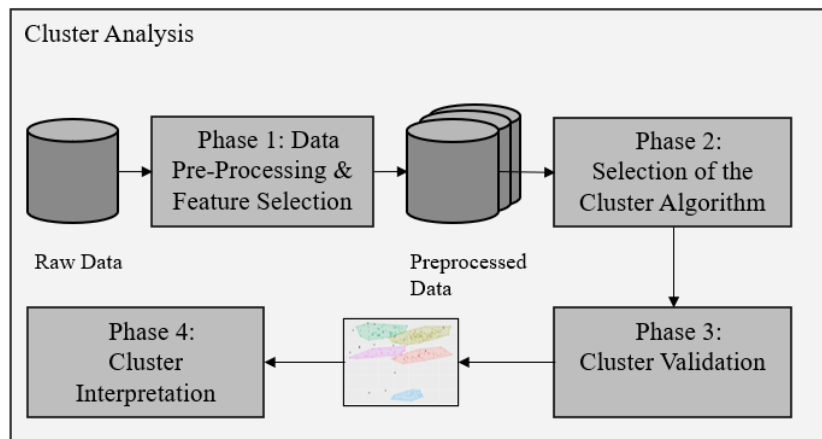 Cluster Analysis
Phase 1: Data
Pre-Processing &
Feature Selection
Phase 2:
Selection of the
Cluster Algorithm
Raw Data
Preprocessed
Data
Phase 3:
Cluster Validation
Phase 4:
Cluster
Interpretation